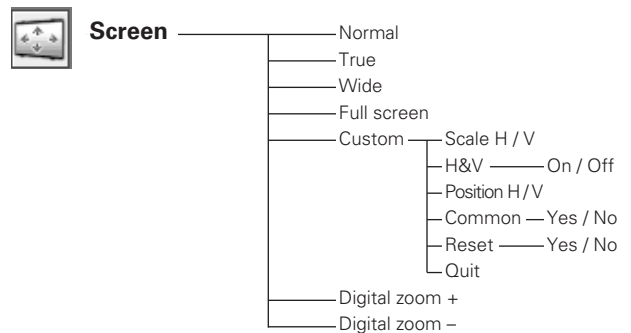 Screen
Normal
True
Wide
Full screen
Custom
Scale H / V
H&V
On / Off
Position H / V
Common
Yes / No
Reset
Yes / No
Quit
Digital zoom +
Digital zoom –